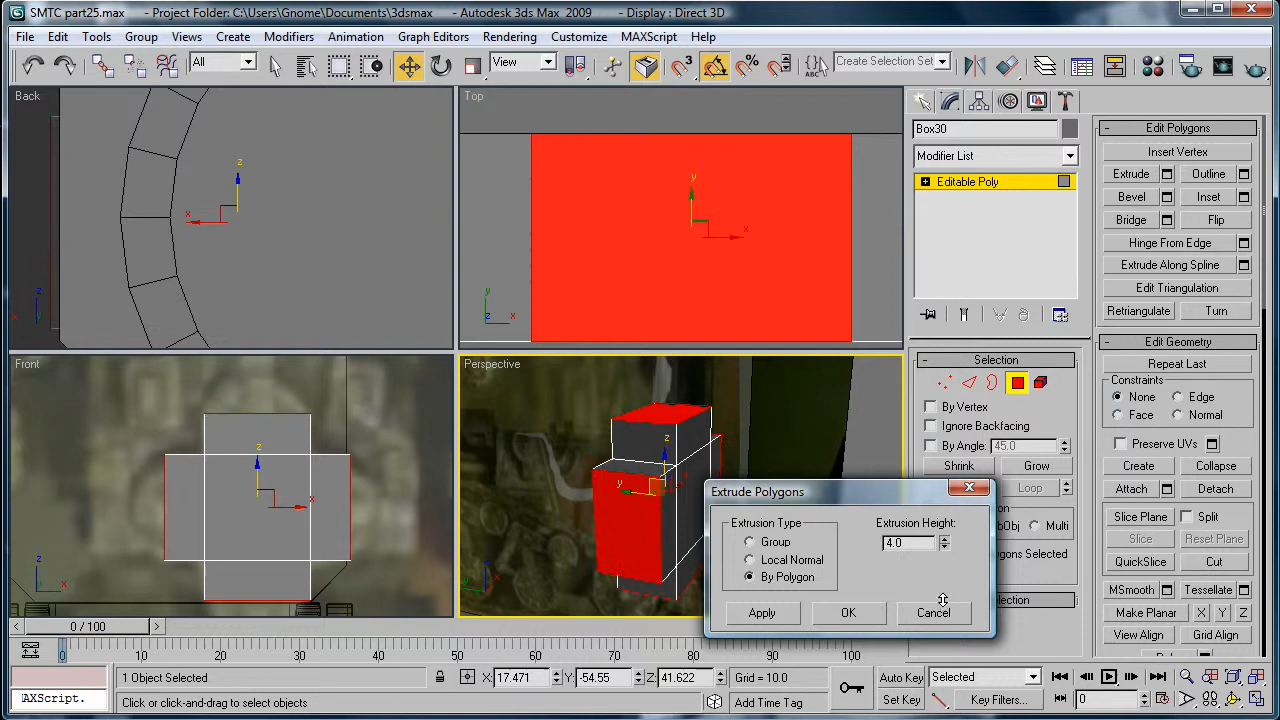 SMTC part25.max - Project Folder: C:\Users\Gnome\Documents\3dsmax - Autodesk 3ds Max 2009 - Display : Direct 3D
File Edit Tools Group Views Create Modifiers Animation Graph Editors Rendering Customize MAXScript Help
All View 3 % ABC Create Selection Set
Back
z
x
z
x
Top
y
x
y
z x
Box30
Modifier List
Editable Poly
Edit Polygons
Insert Vertex
Extrude Outline
Bevel Inset
Bridge Flip
Hinge From Edge
Extrude Along Spline
Edit Triangulation
Retriangulate Turn
Front
z
x
z
x
Perspective
z
y
z
x
y
Selection
By Vertex
Ignore Backfacing
By Angle: 45.0
Shrink Grow
Loop
bObj Multi
ygons Selected
election
Edit Geometry
Repeat Last
Constraints
None Edge
Face Normal
Preserve UVs
Create Collapse
Attach Detach
Slice Plane Split
Slice Reset Plane
QuickSlice Cut
MSmooth Tessellate
Make Planar X Y Z
View Align Grid Align
Extrude Polygons
Extrusion Type Extrusion Height:
Group 4.0
Local Normal
By Polygon
Apply OK Cancel
0 / 100
0 10 20 30 40 50 60 70 80 90 100
1 Object Selected X: 17.471 Y: -54.55 Z: 41.622 Grid = 10.0 Auto Key Selected
AXScript. Click or click-and-drag to select objects Add Time Tag Set Key Key Filters... 0